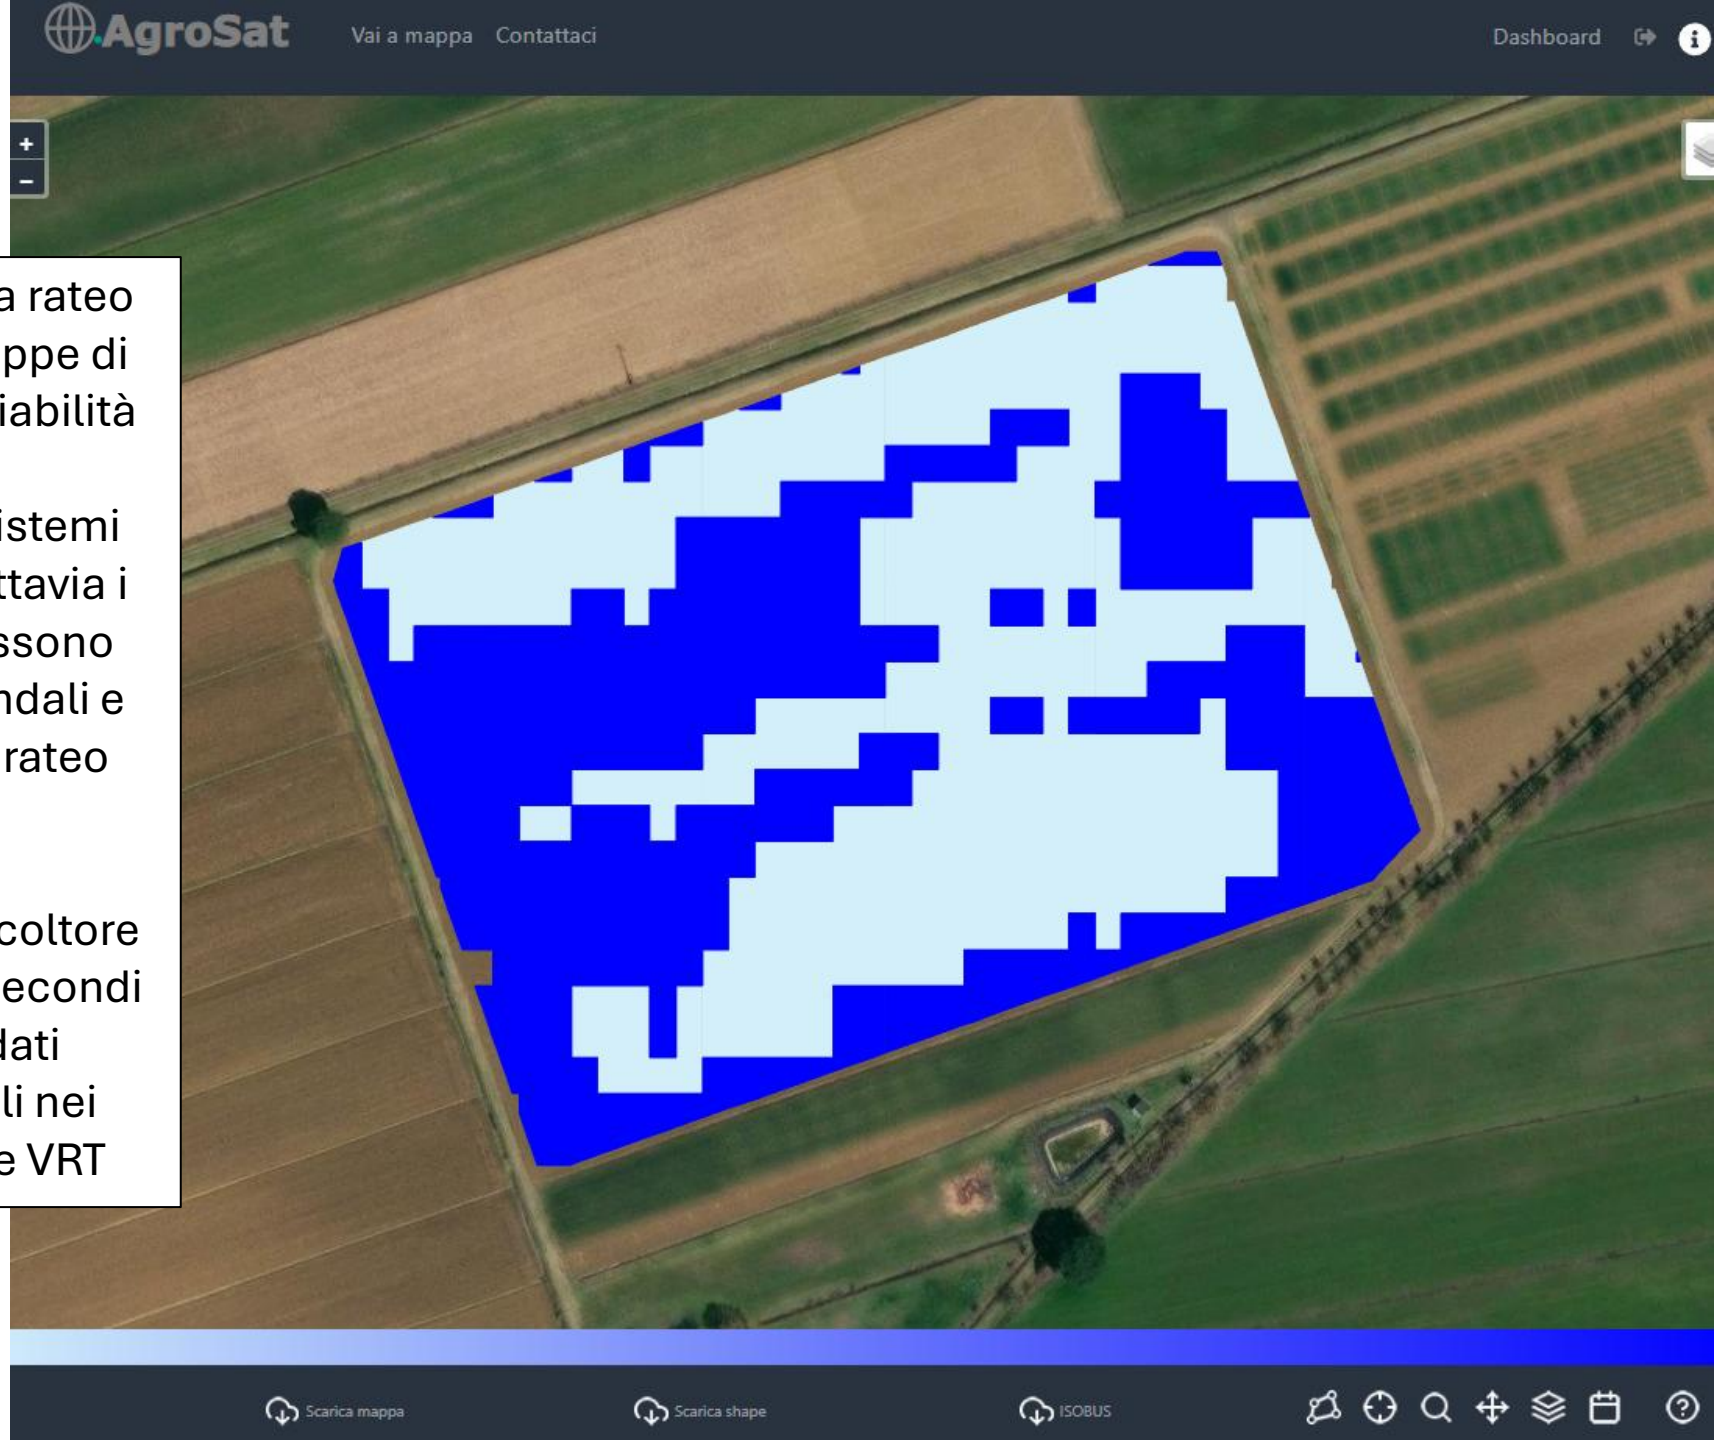 AgroSat
Vai a mappa Contattaci
Dashboard
+
−
a rateo
ppe di
iabilità
istemi
ttavia i
ssono
ndali e
rateo
coltore
econdi
dati
li nei
e VRT
Scarica mappa
Scarica shape
ISOBUS